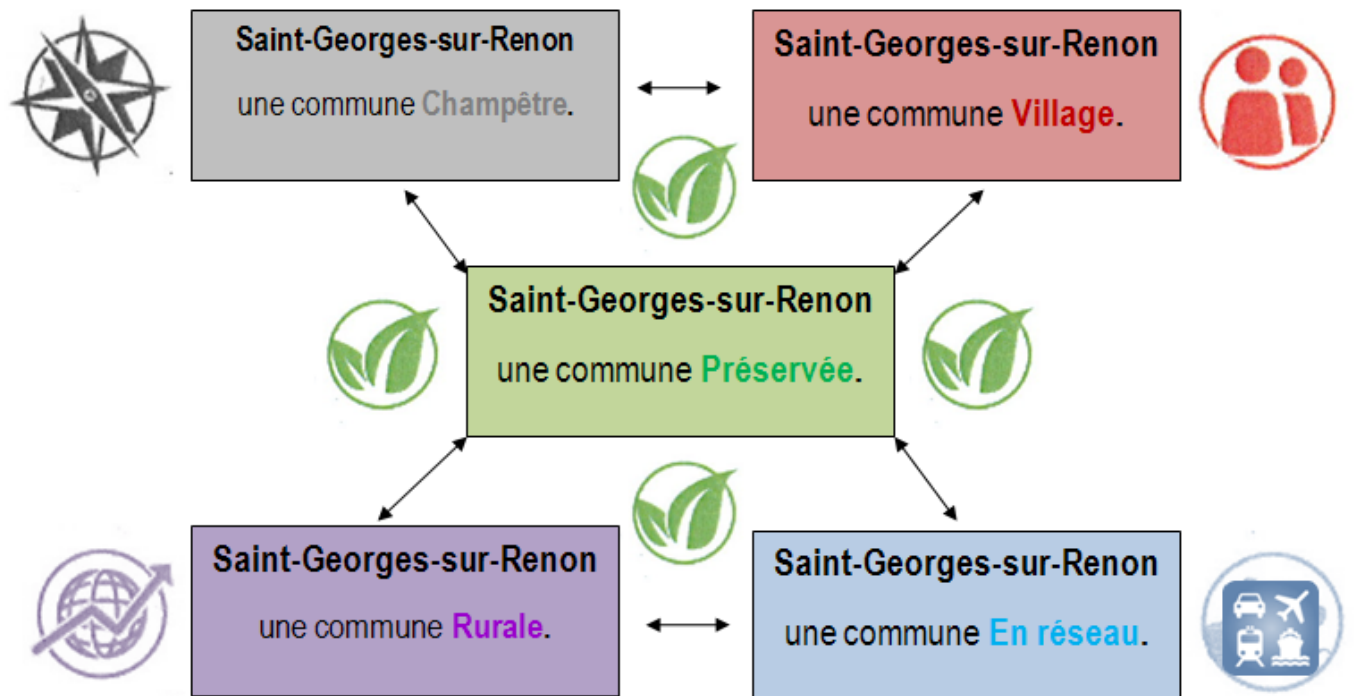 Saint-Georges-sur-Renon
une commune Champêtre.
Saint-Georges-sur-Renon
une commune Village.
Saint-Georges-sur-Renon
une commune Préservée.
Saint-Georges-sur-Renon
une commune Rurale.
Saint-Georges-sur-Renon
une commune En réseau.